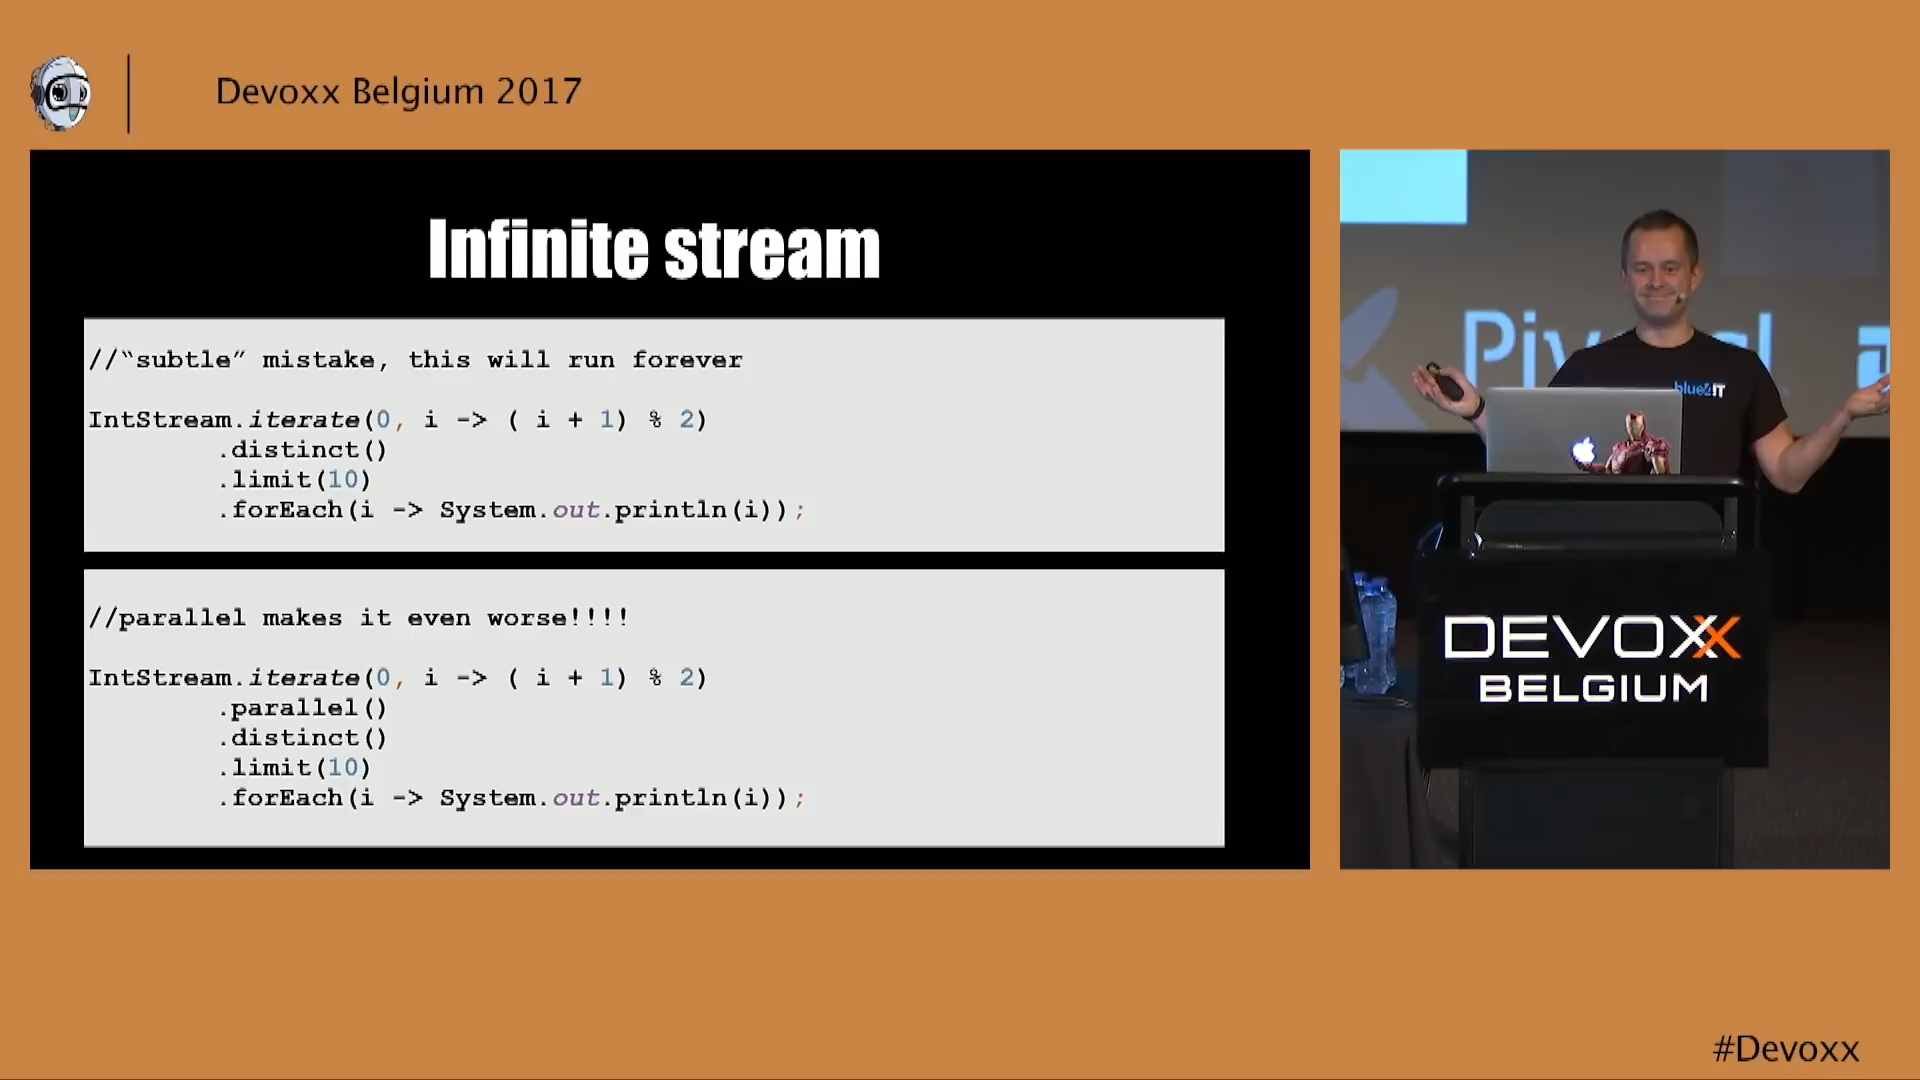 Devoxx Belgium 2017
Infinite stream
//“subtle” mistake, this will run forever
IntStream.iterate(0, i -> ( i + 1) % 2)
.distinct()
.limit(10)
.forEach(i -> System.out.println(i));
//parallel makes it even worse!!!!
IntStream.iterate(0, i -> ( i + 1) % 2)
.parallel()
.distinct()
.limit(10)
.forEach(i -> System.out.println(i));
blue4IT
DEVOXX
BELGIUM
#Devoxx